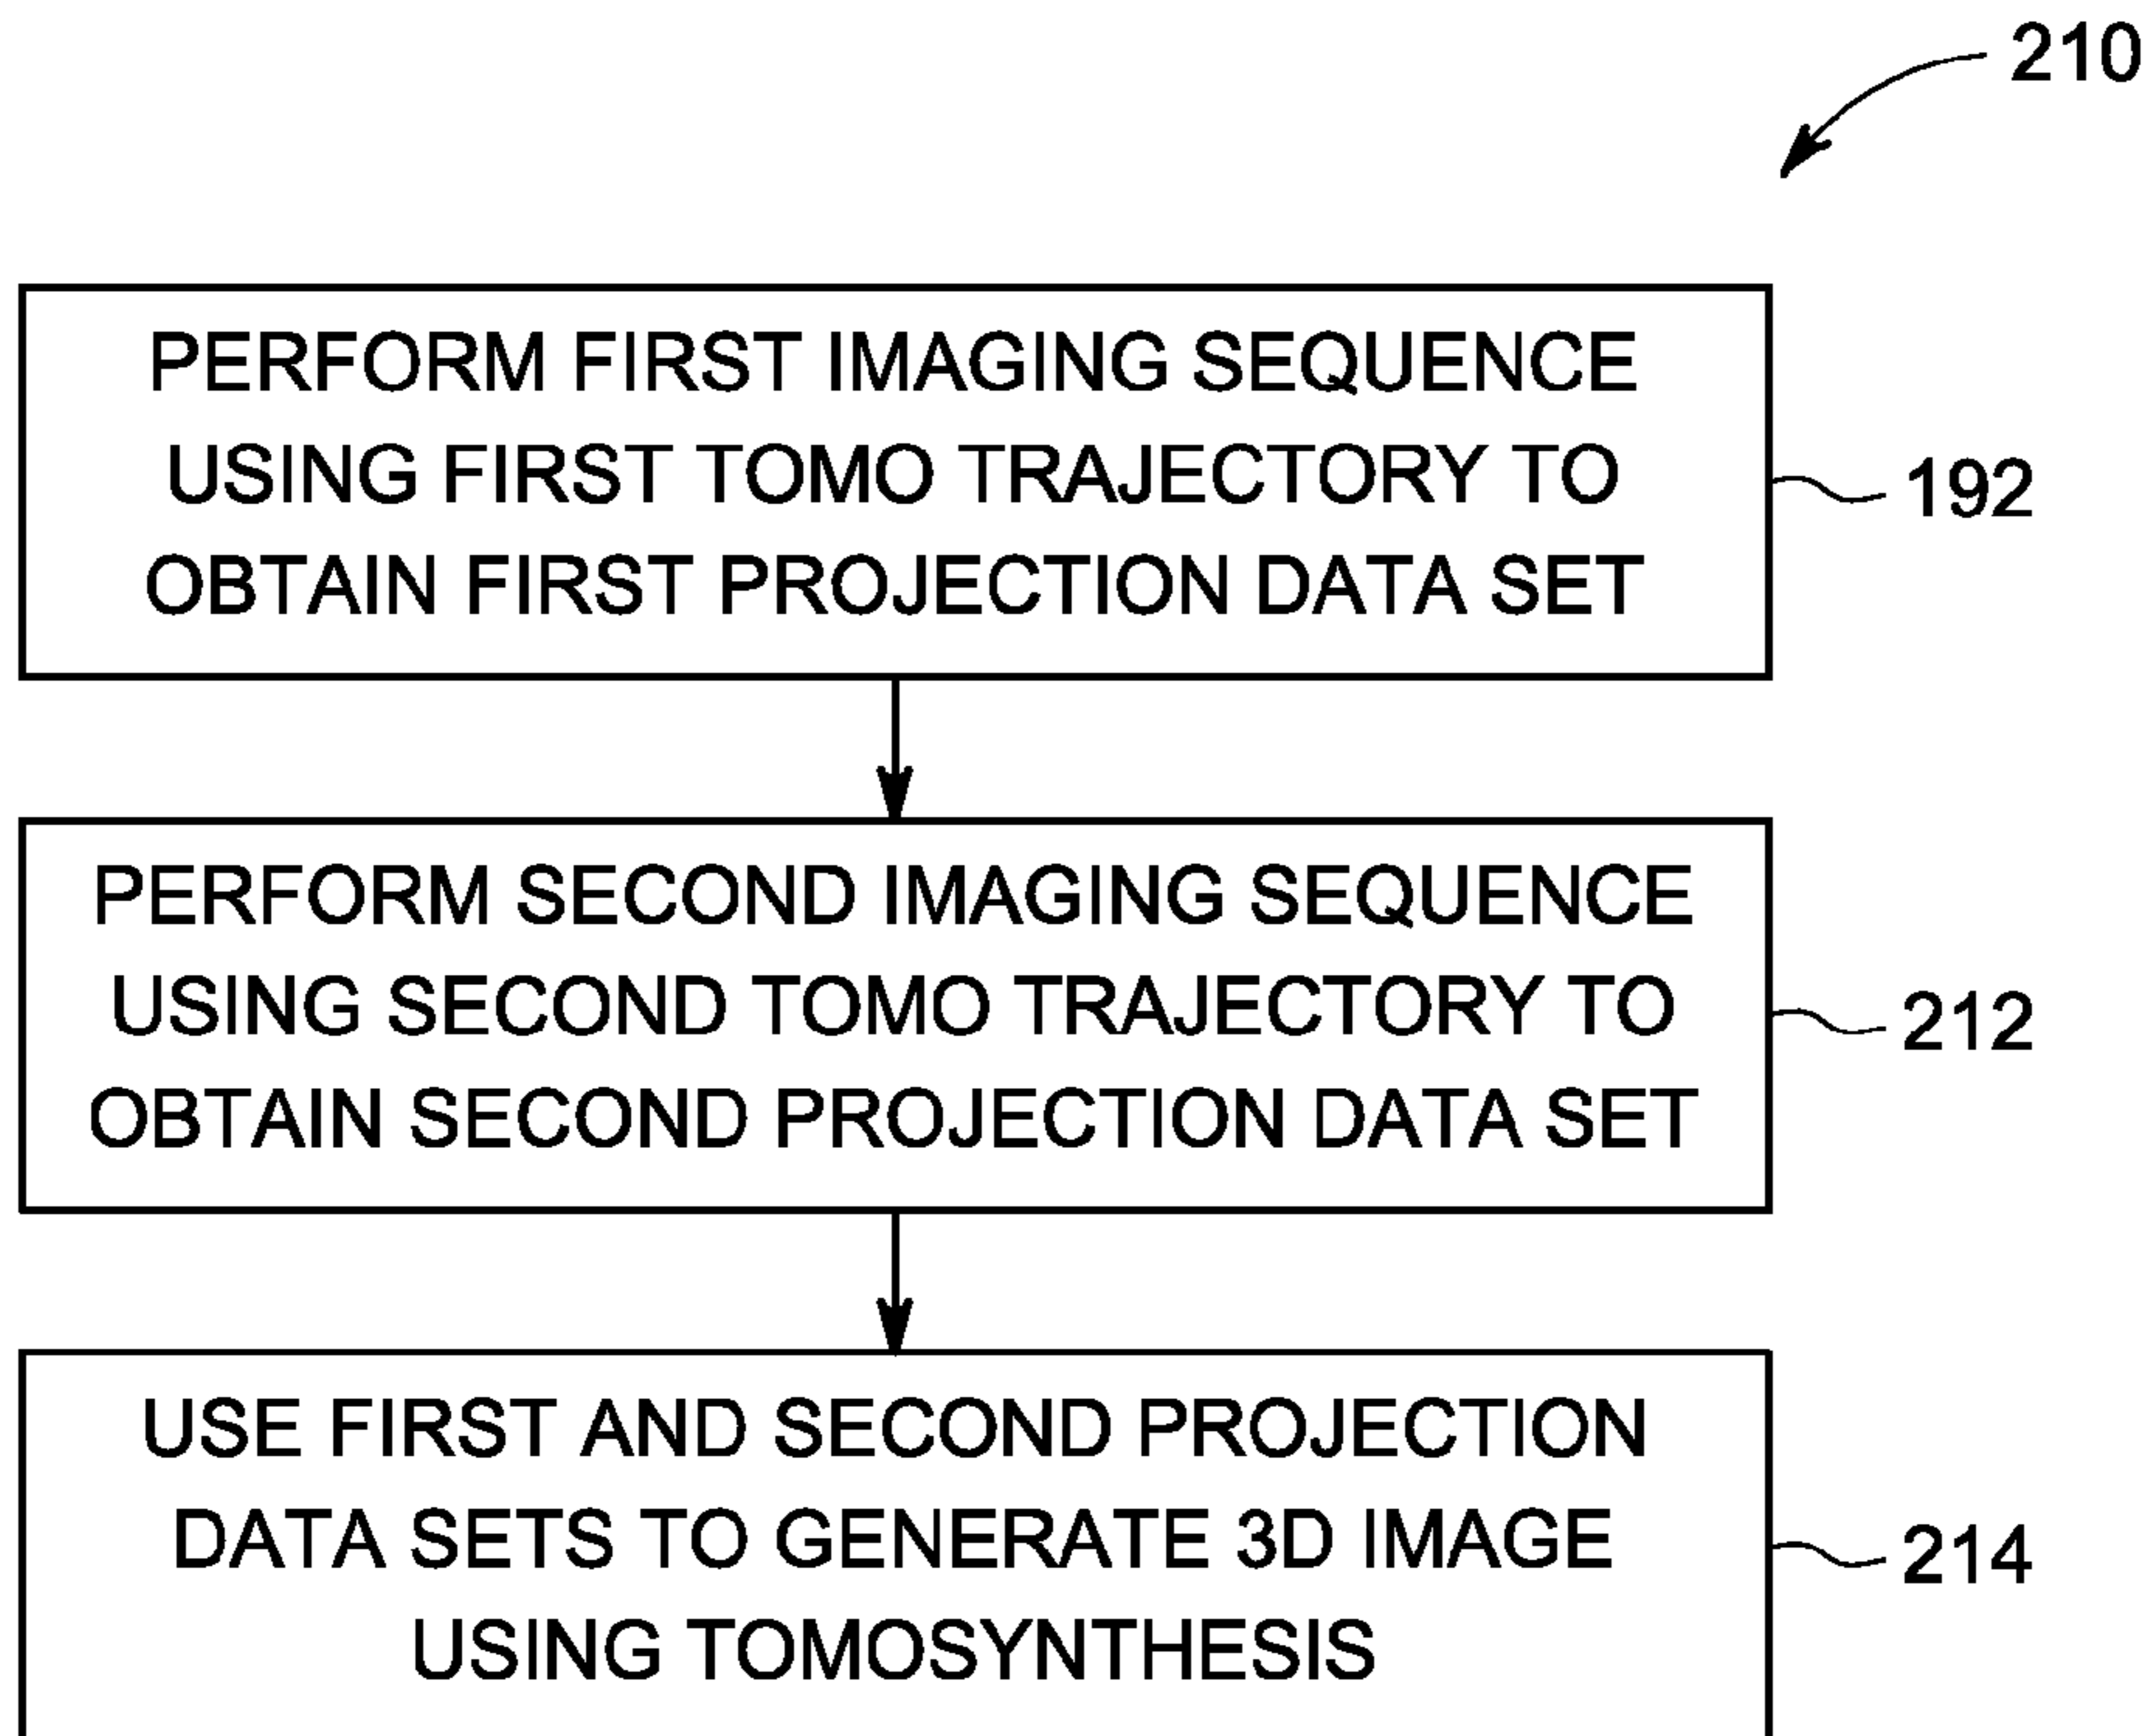 210
PERFORM FIRST IMAGING SEQUENCE
USING FIRST TOMO TRAJECTORY TO
OBTAIN FIRST PROJECTION DATA SET
192
PERFORM SECOND IMAGING SEQUENCE
USING SECOND TOMO TRAJECTORY TO
OBTAIN SECOND PROJECTION DATA SET
212
USE FIRST AND SECOND PROJECTION
DATA SETS TO GENERATE 3D IMAGE
USING TOMOSYNTHESIS
214